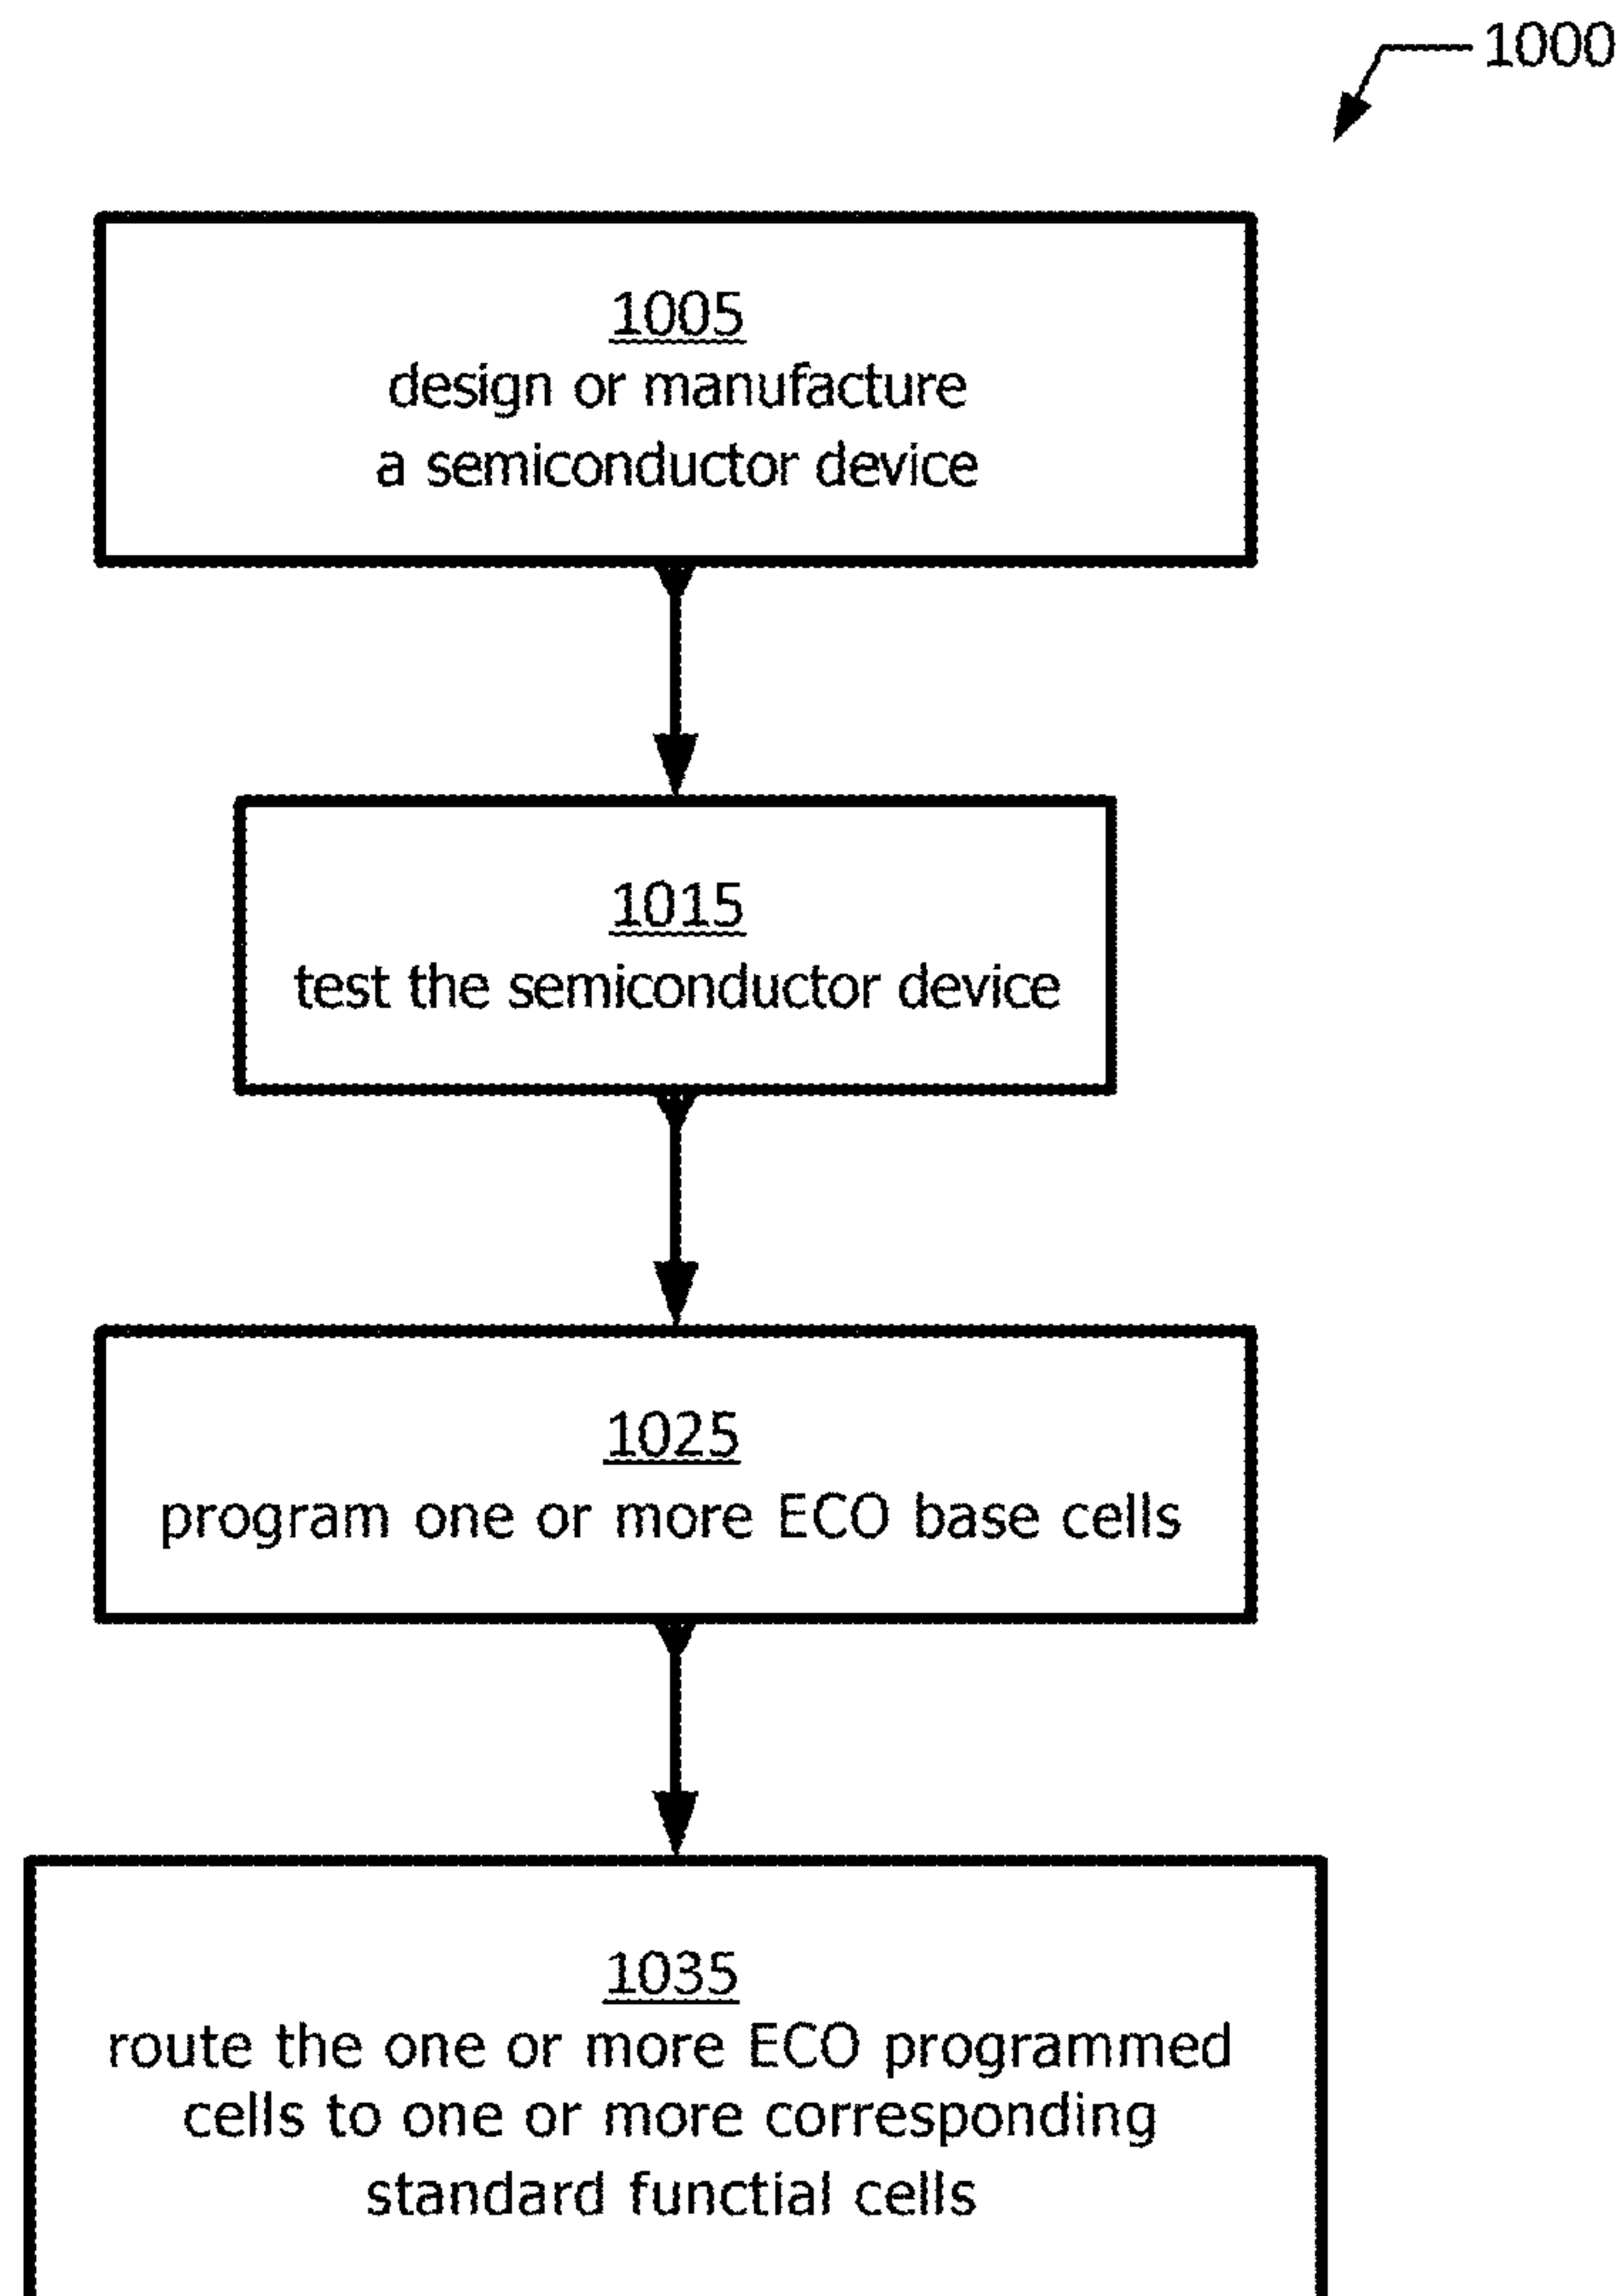 1000
1005
design or manufacture
a semiconductor device
1015
test the semiconductor device
1025
program one or more ECO base cells
1035
route the one or more ECO programmed
cells to one or more corresponding
standard functial cells